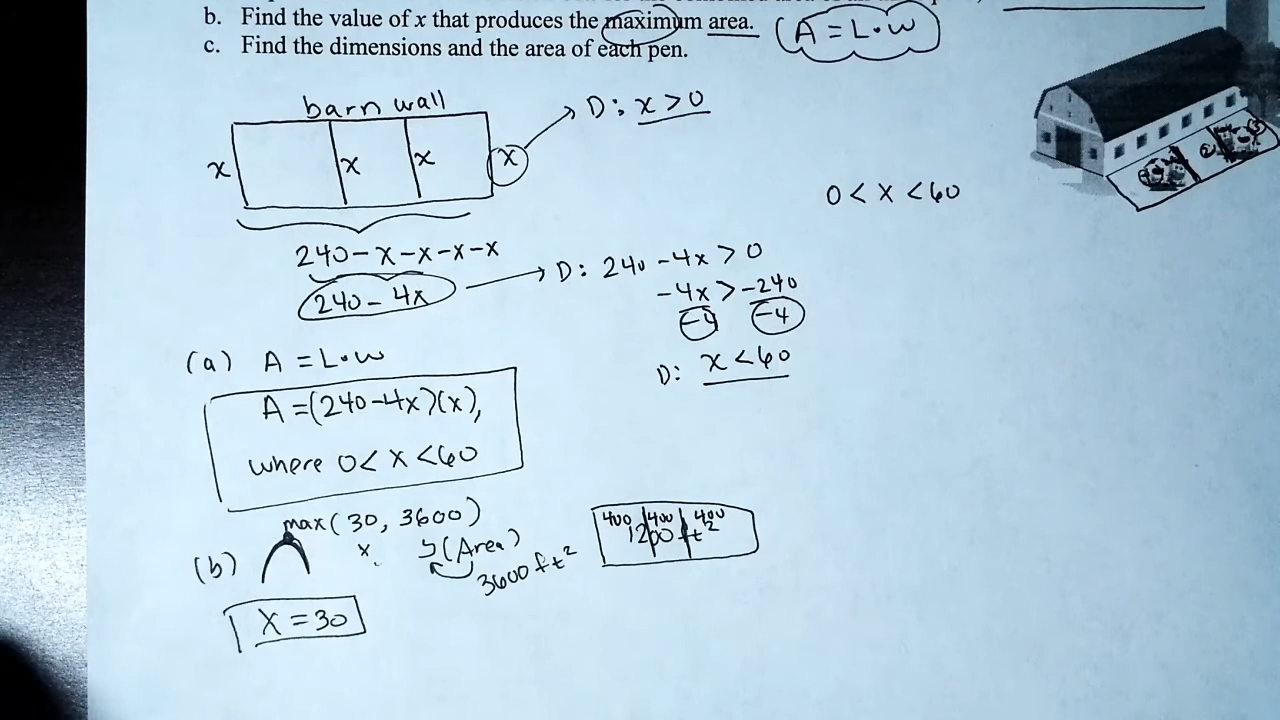 b. Find the value of x that produces the maximum area. (A = L·w
c. Find the dimensions and the area of each pen.
barn wall
D: x > 0
x x x x
0 < x < 60
240 - x - x - x - x
240 - 4x
D: 240 - 4x > 0
-4x > -240
-4 -4
D: x < 60
(a) A = L·w
A = (240-4x)(x),
where 0 < x < 60
max (30, 3600)
(b) x y (Area)
3600 ft²
400 400 400
1200 ft²
x = 30